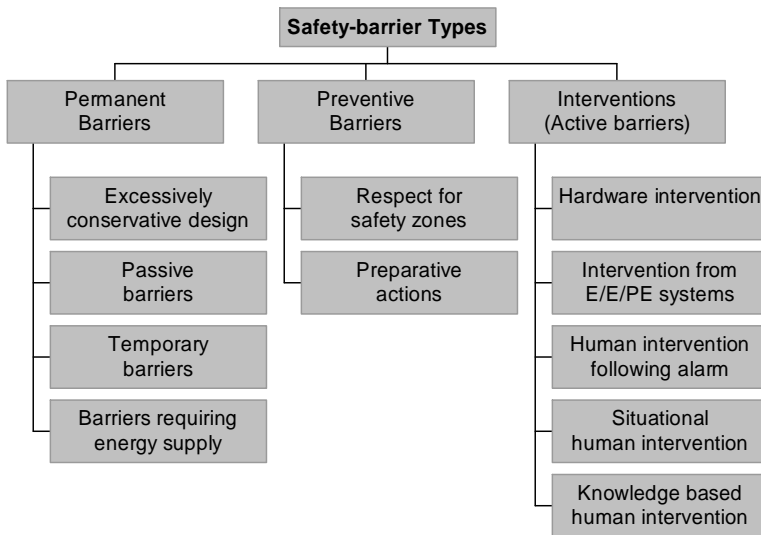 Safety-barrier Types
Permanent
Barriers
Excessively
conservative design
Passive
barriers
Temporary
barriers
Barriers requiring
energy supply
Preventive
Barriers
Respect for
safety zones
Preparative
actions
Interventions
(Active barriers)
Hardware intervention
Intervention from
E/E/PE systems
Human intervention
following alarm
Situational
human intervention
Knowledge based
human intervention